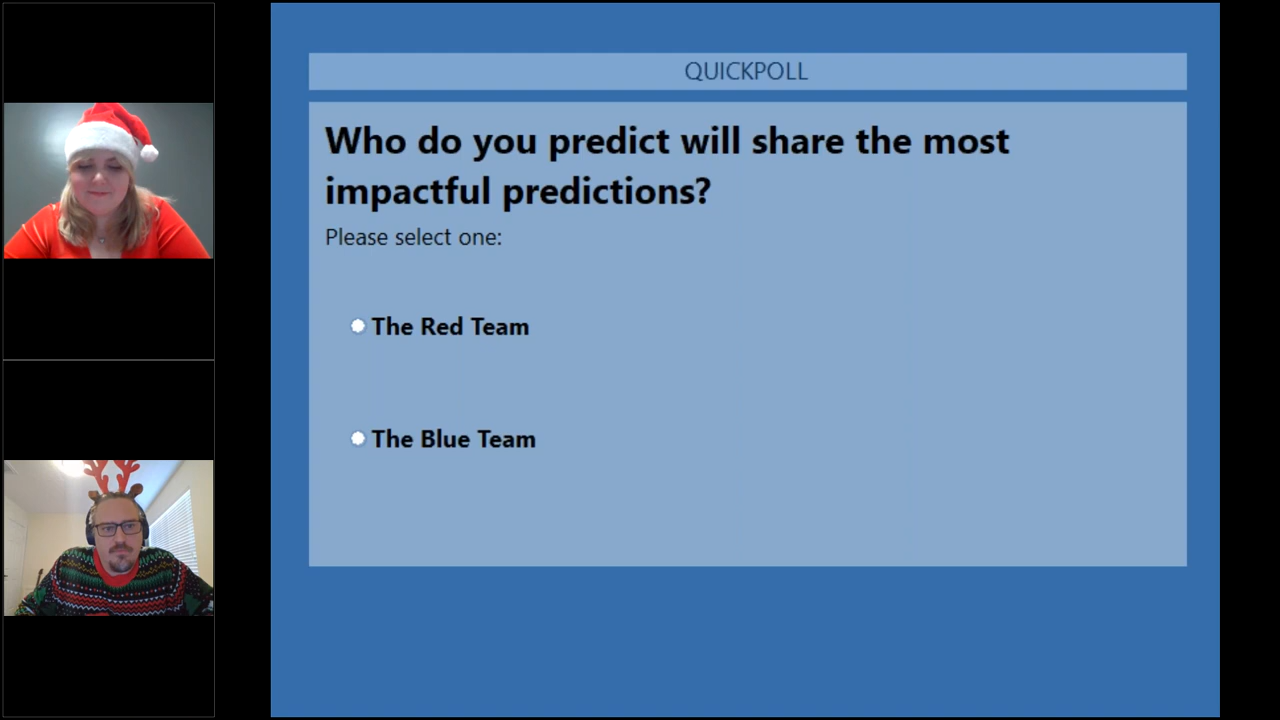 QUICKPOLL
Who do you predict will share the most
impactful predictions?
Please select one:
The Red Team
The Blue Team